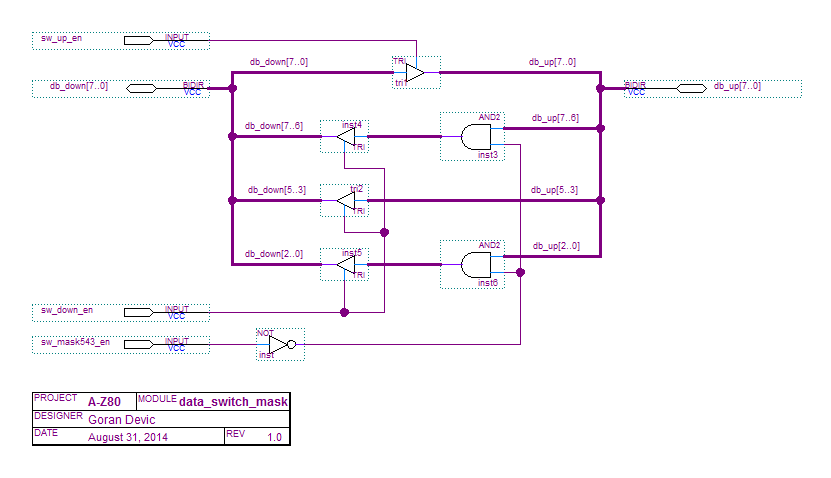 sw_up_en INPUT VCC
db_down[7..0] TRI db_up[7..0]
tri1
db_down[7..0] BIDIR VCC
BIDIR VCC db_up[7..0]
db_down[7..6] inst4 TRI
AND2 db_up[7..6]
inst3
db_down[5..3] tri2 TRI db_up[5..3]
db_down[2..0] inst5 TRI
AND2 db_up[2..0]
inst6
sw_down_en INPUT VCC
sw_mask543_en INPUT VCC
NOT
inst
PROJECT A-Z80 MODULE data_switch_mask
DESIGNER Goran Devic
DATE August 31, 2014 REV 1.0